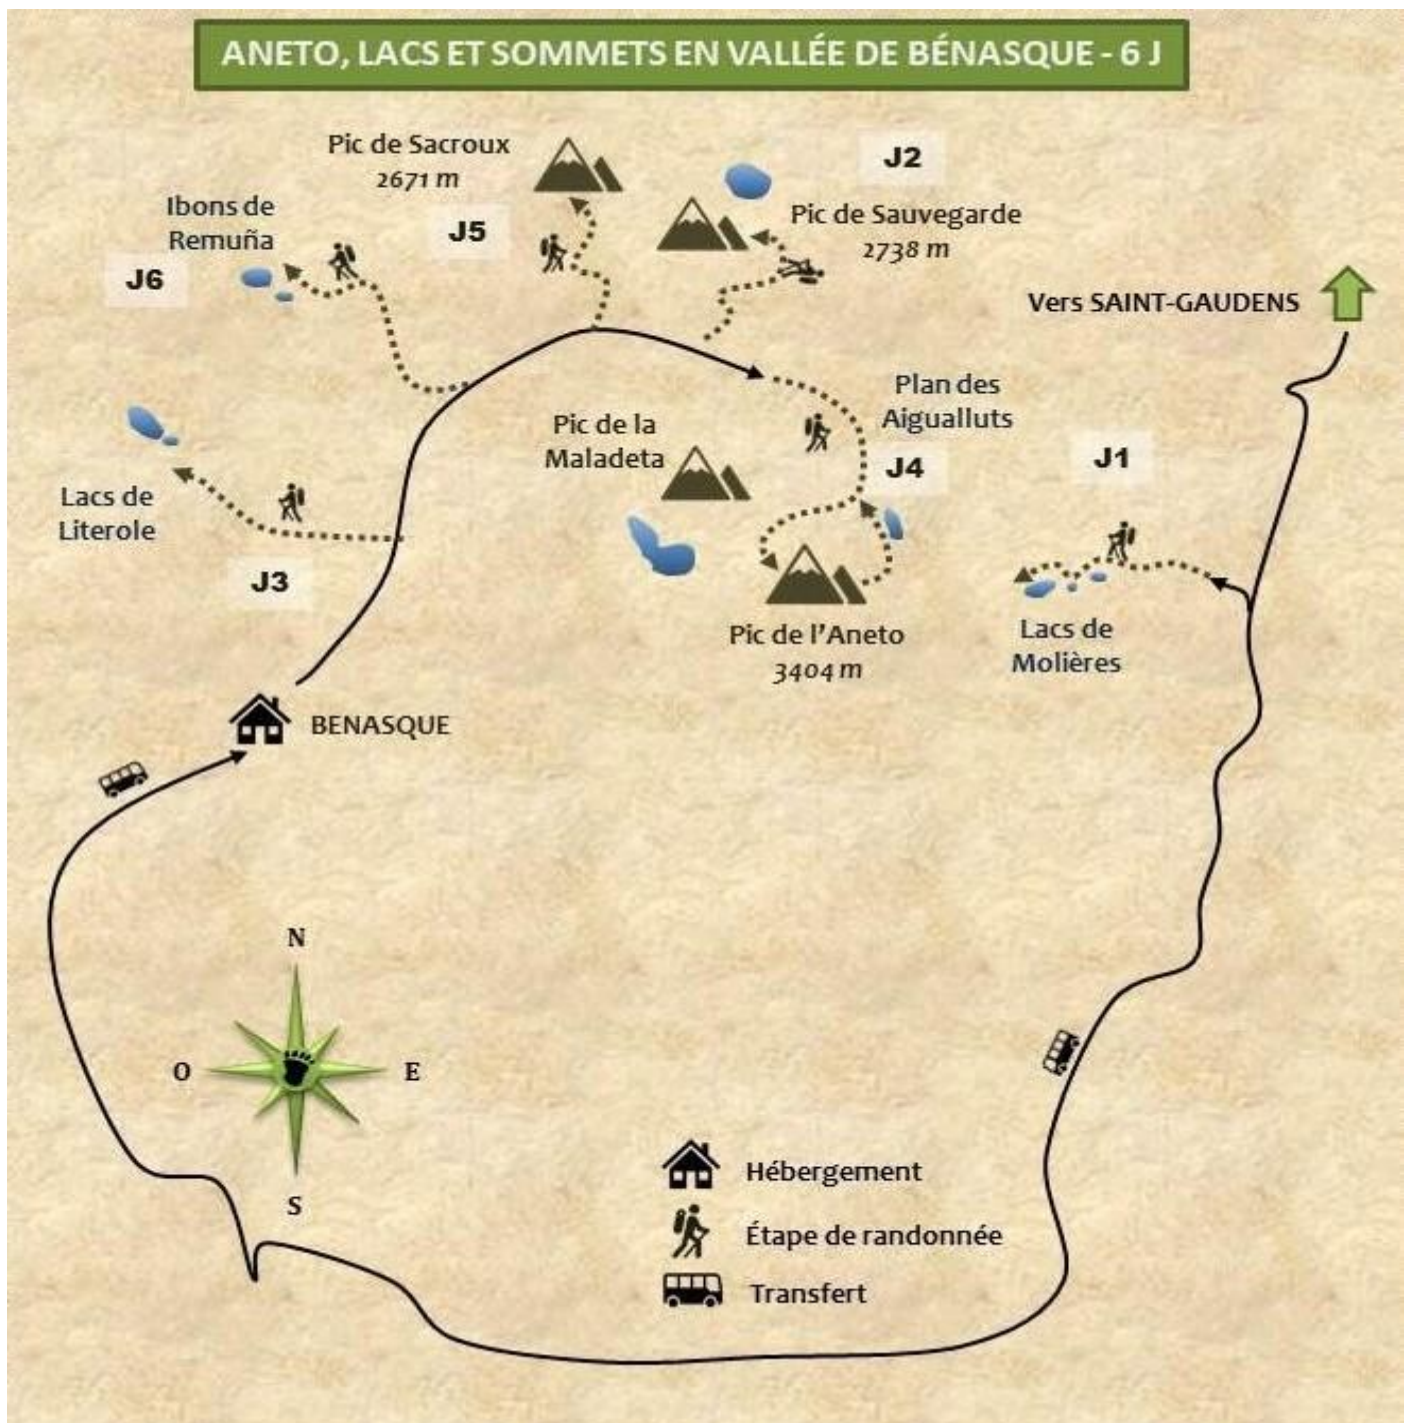 ANETO, LACS ET SOMMETS EN VALLÉE DE BÉNASQUE - 6 J
Pic de Sacroux
2671 m
J2
Ibons de
Remuña
J5
Pic de Sauvegarde
2738 m
J6
Vers SAINT-GAUDENS
Plan des
Aigualluts
Pic de la
Maladeta
J4
J1
Lacs de
Literole
J3
Pic de l'Aneto
3404 m
Lacs de
Molières
BENASQUE
N
O
E
S
Hébergement
Étape de randonnée
Transfert